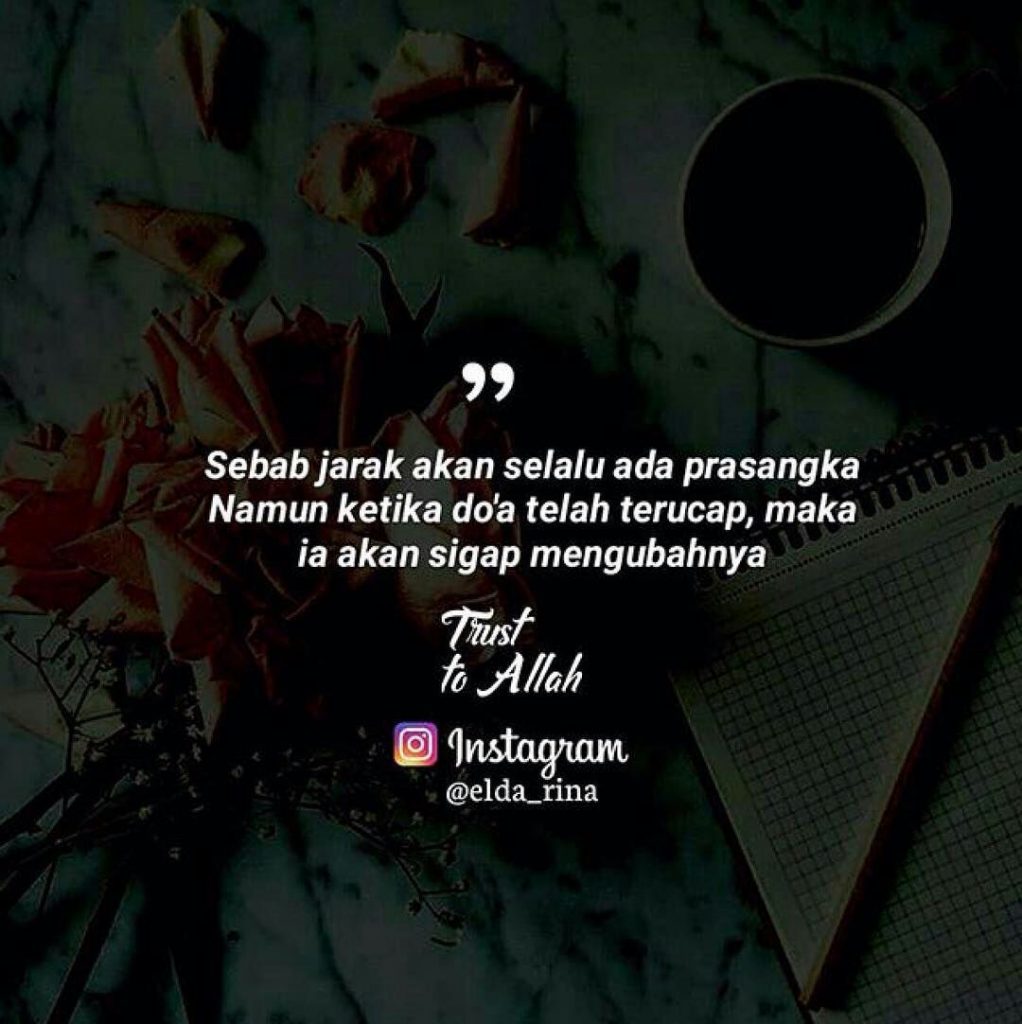 ”
Sebab jarak akan selalu ada prasangka
Namun ketika do'a telah terucap, maka
ia akan sigap mengubahnya
Trust
to Allah
Instagram
@elda_rina